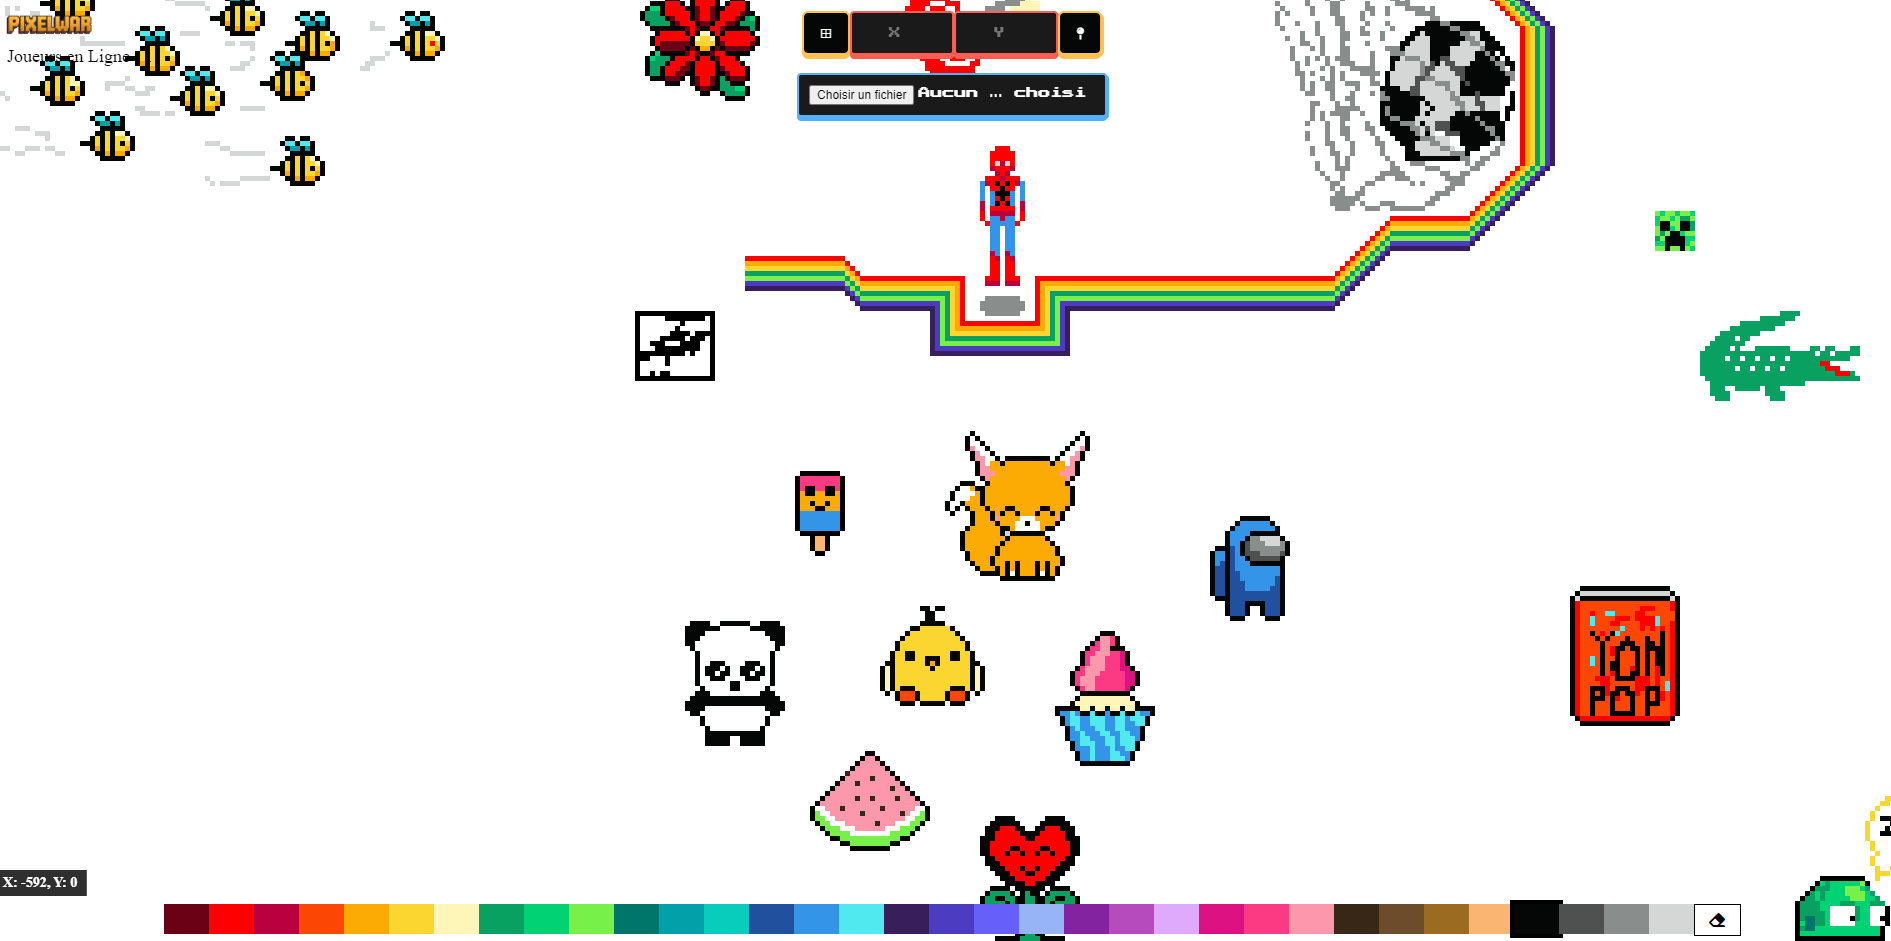 PIXELWAR
Joueurs en Ligne
X Y
Choisir un fichier Aucun ... choisi
YON
POP
X: -592, Y: 0